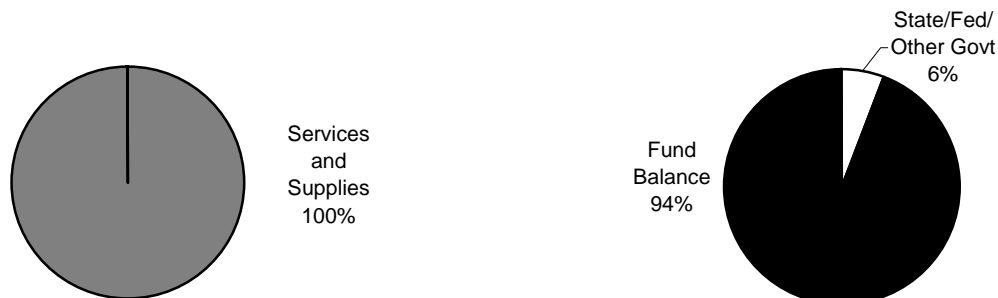 Services
and
Supplies
100%
State/Fed/
Other Govt
6%
Fund
Balance
94%